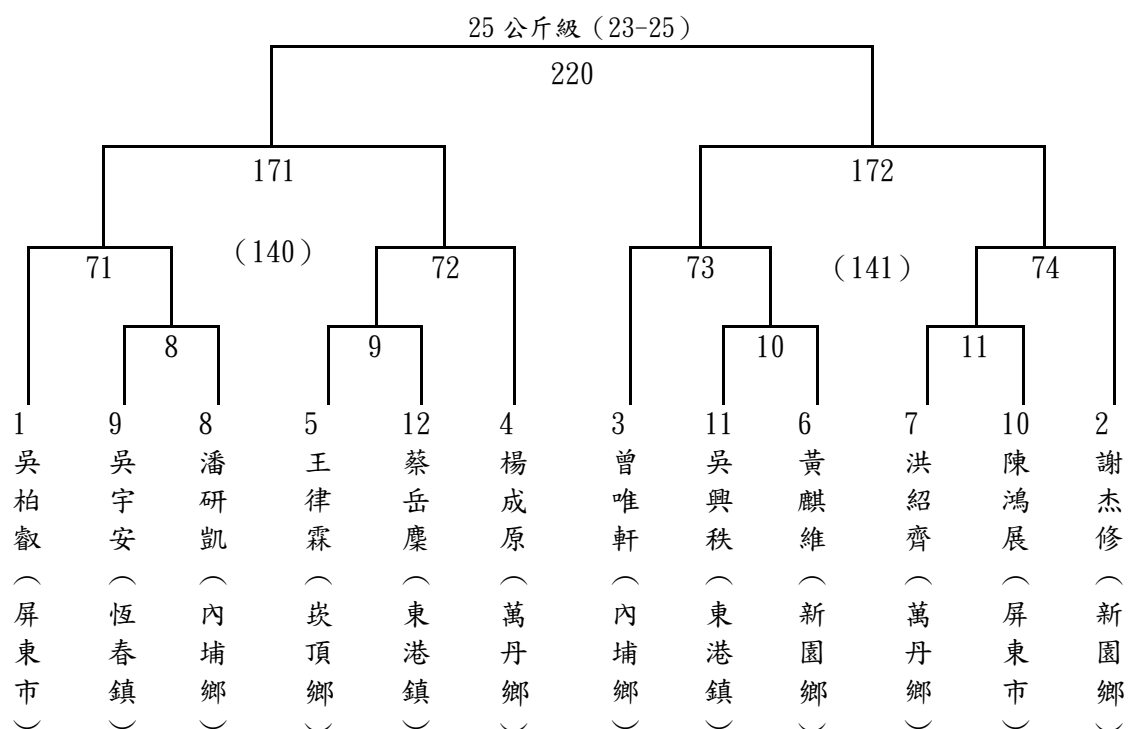 25 公斤級（23-25）
220
171
172
（140）
（141）
71
72
73
74
8
9
10
11
1
吳柏叡（屏東市）
9
吳宇安（恆春鎮）
8
潘研凱（內埔鄉）
5
王律霖（崁頂鄉）
12
蔡岳麇（東港鎮）
4
楊成原（萬丹鄉）
3
曾唯軒（內埔鄉）
11
吳興秩（東港鎮）
6
黃麒維（新園鄉）
7
洪紹齊（萬丹鄉）
10
陳鴻展（屏東市）
2
謝杰修（新園鄉）